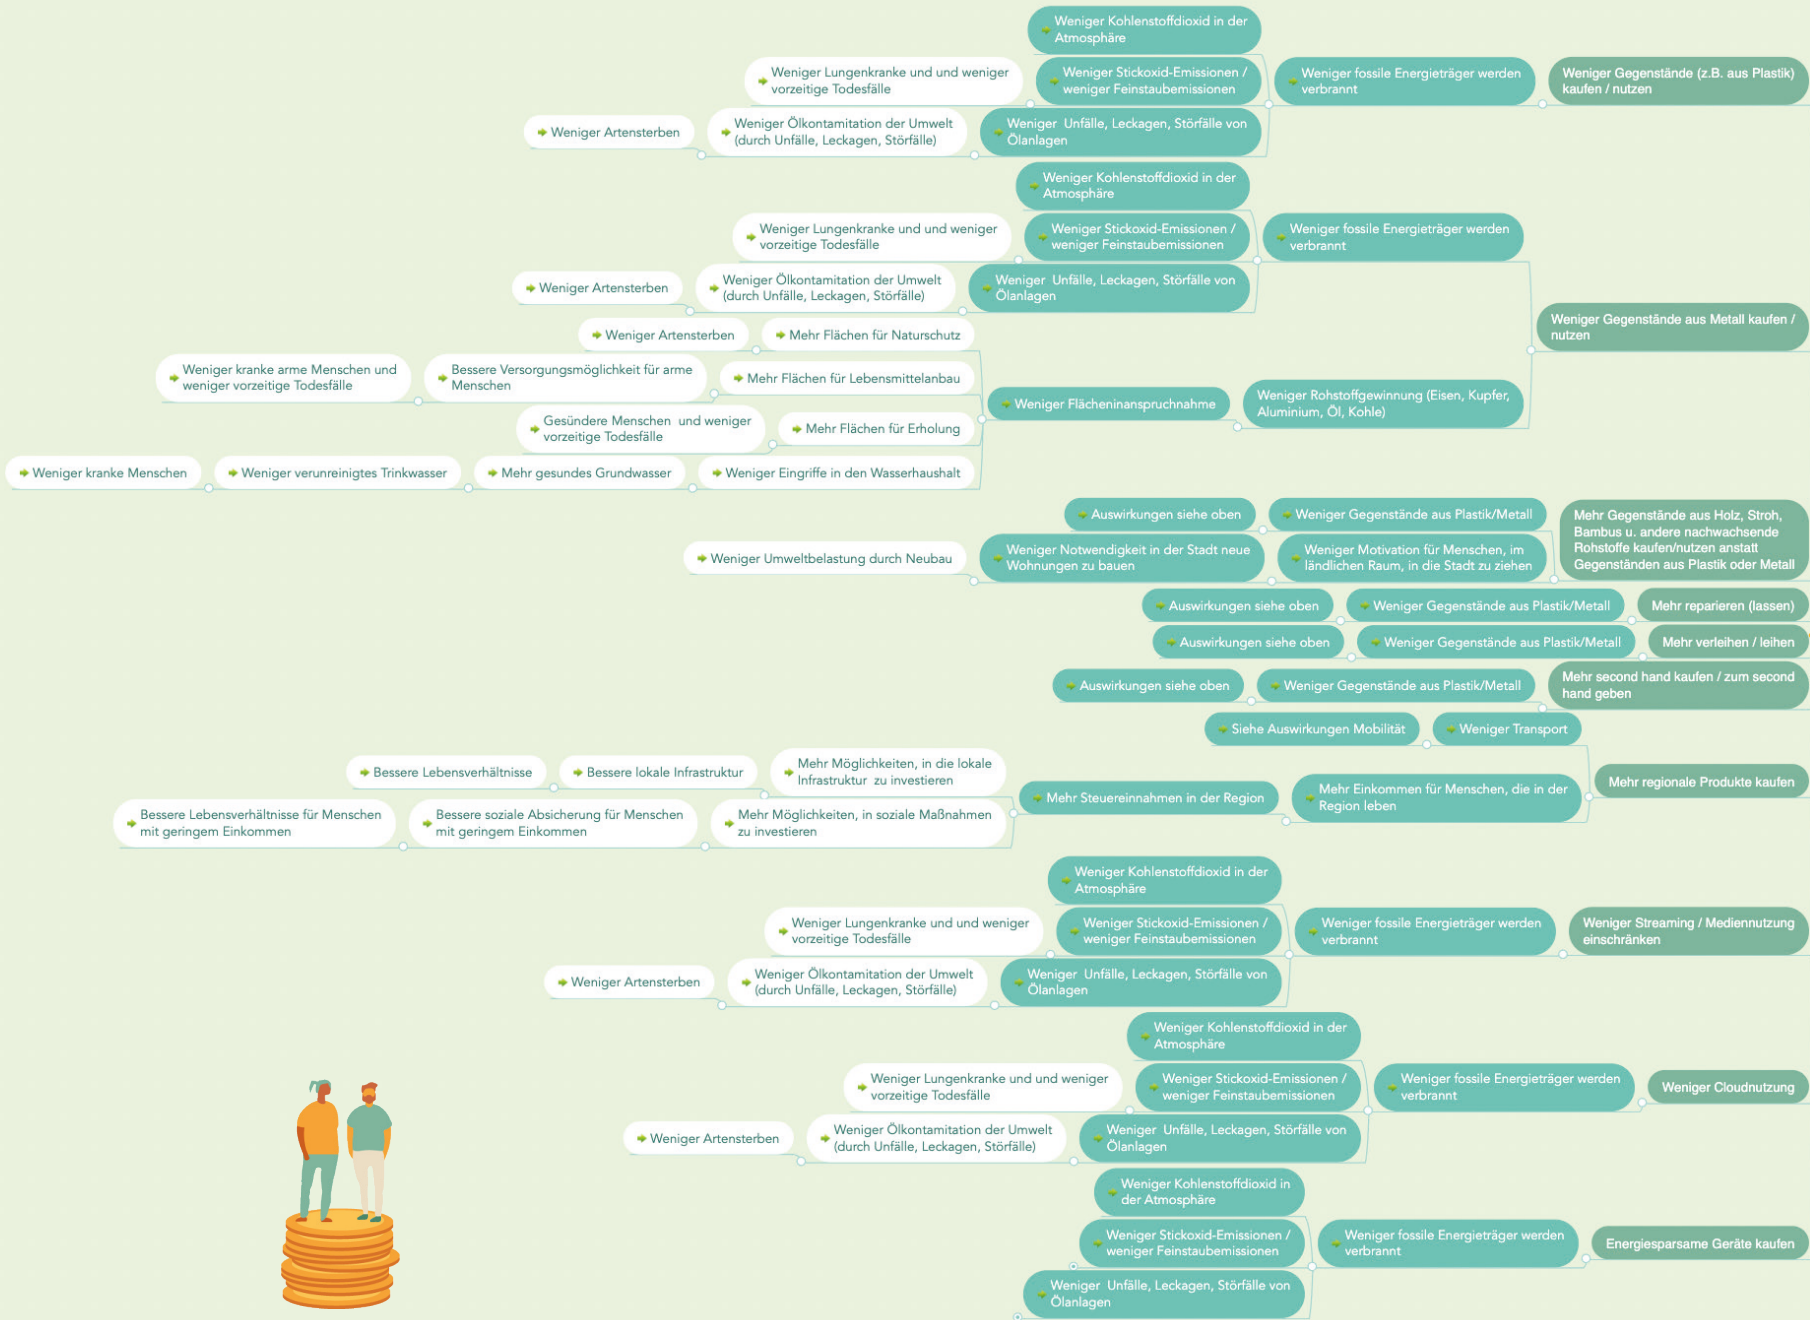 Weniger Kohlenstoffdioxid in der
Atmosphäre
Weniger Lungenkranke und und weniger
vorzeitige Todesfälle
Weniger Stickoxid-Emissionen /
weniger Feinstaubemissionen
Weniger fossile Energieträger werden
verbrannt
Weniger Gegenstände (z.B. aus Plastik)
kaufen / nutzen
Weniger Artensterben
Weniger Ölkontamitation der Umwelt
(durch Unfälle, Leckagen, Störfälle)
Weniger  Unfälle, Leckagen, Störfälle von
Ölanlagen
Weniger Kohlenstoffdioxid in der
Atmosphäre
Weniger Lungenkranke und und weniger
vorzeitige Todesfälle
Weniger Stickoxid-Emissionen /
weniger Feinstaubemissionen
Weniger fossile Energieträger werden
verbrannt
Weniger Artensterben
Weniger Ölkontamitation der Umwelt
(durch Unfälle, Leckagen, Störfälle)
Weniger  Unfälle, Leckagen, Störfälle von
Ölanlagen
Weniger Gegenstände aus Metall kaufen /
nutzen
Weniger Artensterben
Mehr Flächen für Naturschutz
Weniger kranke arme Menschen und
weniger vorzeitige Todesfälle
Bessere Versorgungsmöglichkeit für arme
Menschen
Mehr Flächen für Lebensmittelanbau
Weniger Flächeninanspruchnahme
Weniger Rohstoffgewinnung (Eisen, Kupfer,
Aluminium, Öl, Kohle)
Gesündere Menschen  und weniger
vorzeitige Todesfälle
Mehr Flächen für Erholung
Weniger kranke Menschen
Weniger verunreinigtes Trinkwasser
Mehr gesundes Grundwasser
Weniger Eingriffe in den Wasserhaushalt
Auswirkungen siehe oben
Weniger Gegenstände aus Plastik/Metall
Mehr Gegenstände aus Holz, Stroh,
Bambus u. andere nachwachsende
Rohstoffe kaufen/nutzen anstatt
Gegenständen aus Plastik oder Metall
Weniger Umweltbelastung durch Neubau
Weniger Notwendigkeit in der Stadt neue
Wohnungen zu bauen
Weniger Motivation für Menschen, im
ländlichen Raum, in die Stadt zu ziehen
Auswirkungen siehe oben
Weniger Gegenstände aus Plastik/Metall
Mehr reparieren (lassen)
Auswirkungen siehe oben
Weniger Gegenstände aus Plastik/Metall
Mehr verleihen / leihen
Auswirkungen siehe oben
Weniger Gegenstände aus Plastik/Metall
Mehr second hand kaufen / zum second
hand geben
Siehe Auswirkungen Mobilität
Weniger Transport
Bessere Lebensverhältnisse
Bessere lokale Infrastruktur
Mehr Möglichkeiten, in die lokale
Infrastruktur  zu investieren
Mehr Steuereinnahmen in der Region
Mehr Einkommen für Menschen, die in der
Region leben
Mehr regionale Produkte kaufen
Bessere Lebensverhältnisse für Menschen
mit geringem Einkommen
Bessere soziale Absicherung für Menschen
mit geringem Einkommen
Mehr Möglichkeiten, in soziale Maßnahmen
zu investieren
Weniger Kohlenstoffdioxid in der
Atmosphäre
Weniger Lungenkranke und und weniger
vorzeitige Todesfälle
Weniger Stickoxid-Emissionen /
weniger Feinstaubemissionen
Weniger fossile Energieträger werden
verbrannt
Weniger Streaming / Mediennutzung
einschränken
Weniger Artensterben
Weniger Ölkontamitation der Umwelt
(durch Unfälle, Leckagen, Störfälle)
Weniger  Unfälle, Leckagen, Störfälle von
Ölanlagen
Weniger Kohlenstoffdioxid in der
Atmosphäre
Weniger Lungenkranke und und weniger
vorzeitige Todesfälle
Weniger Stickoxid-Emissionen /
weniger Feinstaubemissionen
Weniger fossile Energieträger werden
verbrannt
Weniger Cloudnutzung
Weniger Artensterben
Weniger Ölkontamitation der Umwelt
(durch Unfälle, Leckagen, Störfälle)
Weniger  Unfälle, Leckagen, Störfälle von
Ölanlagen
Weniger Kohlenstoffdioxid in
der Atmosphäre
Weniger Stickoxid-Emissionen /
weniger Feinstaubemissionen
Weniger fossile Energieträger werden
verbrannt
Energiesparsame Geräte kaufen
Weniger  Unfälle, Leckagen, Störfälle von
Ölanlagen